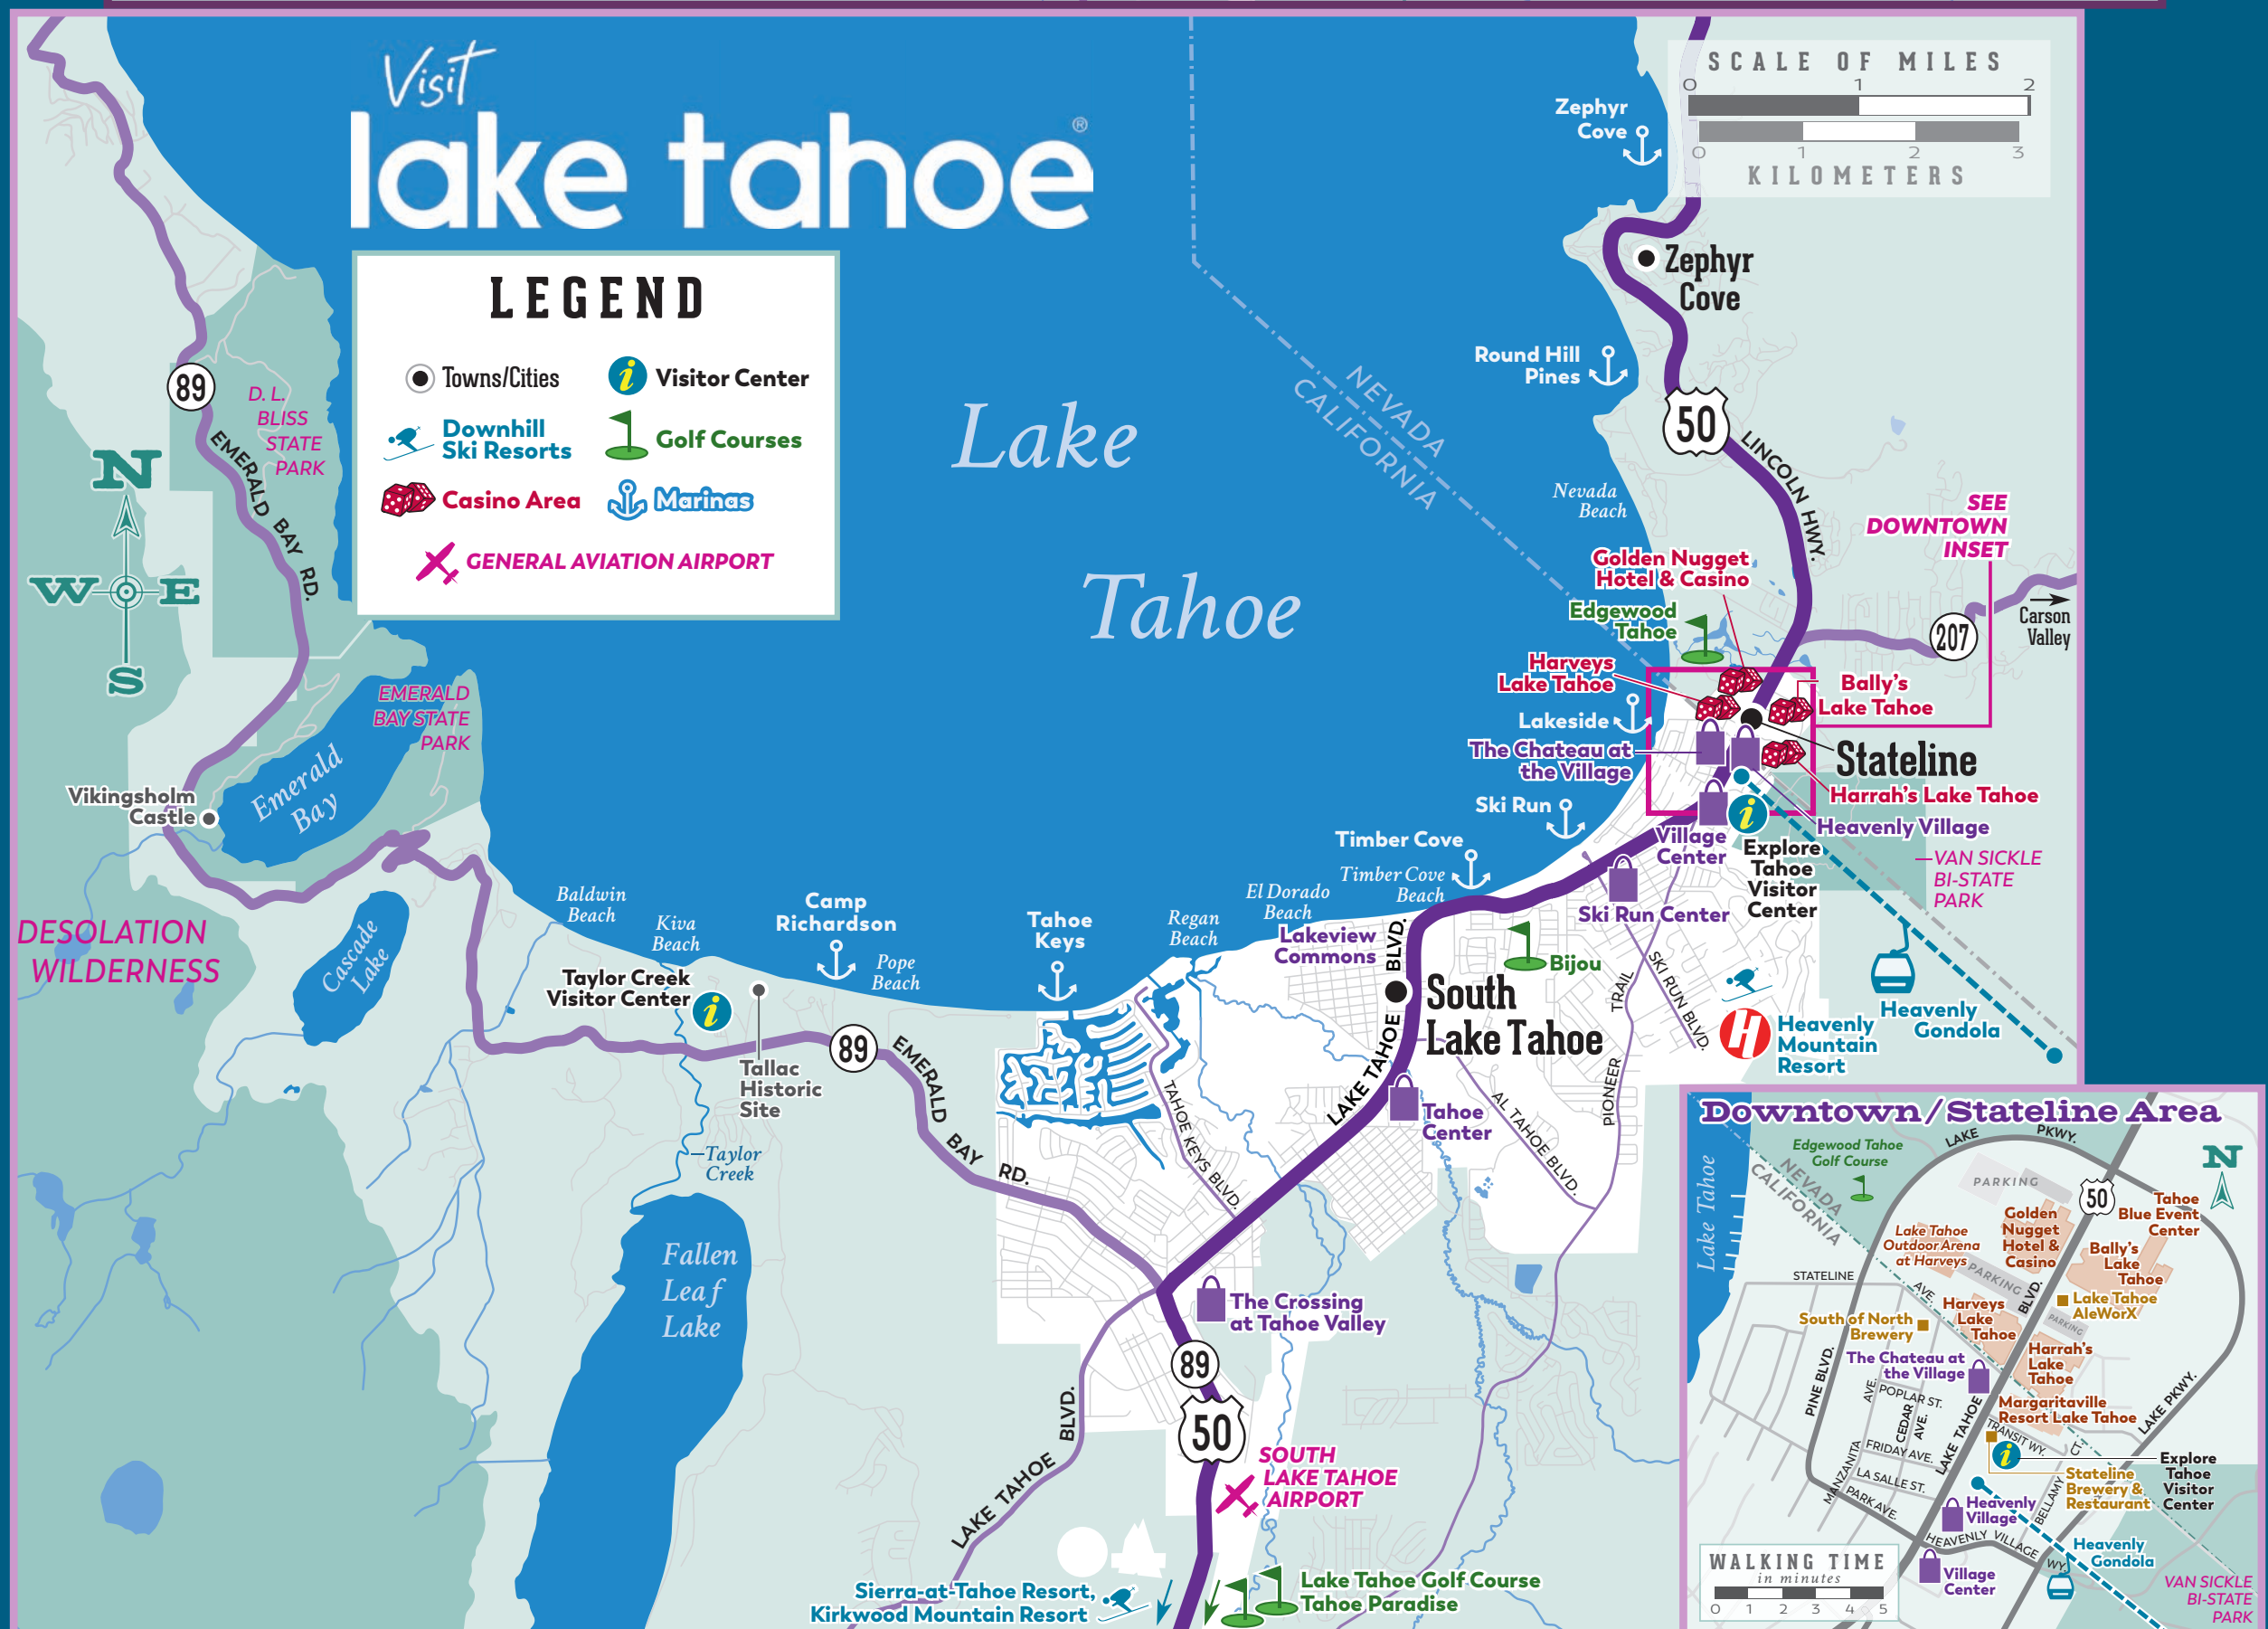 Visit
lake tahoe®
LEGEND
Towns/Cities
Visitor Center
Downhill
Ski Resorts
Golf Courses
Casino Area
Marinas
GENERAL AVIATION AIRPORT
SCALE OF MILES
0 1 2
0 1 2 3
KILOMETERS
N
W E
S
89
D. L.
BLISS
STATE
PARK
EMERALD BAY RD.
EMERALD
BAY STATE
PARK
Emerald
Bay
Vikingsholm
Castle
DESOLATION
WILDERNESS
Cascade
Lake
Lake
Tahoe
NEVADA
CALIFORNIA
Zephyr
Cove
Zephyr
Cove
Round Hill
Pines
50
LINCOLN HWY.
Nevada
Beach
SEE
DOWNTOWN
INSET
Golden Nugget
Hotel & Casino
Edgewood
Tahoe
207
Carson
Valley
Harveys
Lake Tahoe
Bally's
Lake Tahoe
Lakeside
The Chateau at
the Village
Stateline
Harrah's Lake Tahoe
Heavenly Village
Ski Run
Village
Center
Explore
Tahoe
Visitor
Center
VAN SICKLE
BI-STATE
PARK
Timber Cove
Timber Cove
Beach
Ski Run Center
El Dorado
Beach
Lakeview
Commons
Regan
Beach
Tahoe
Keys
Camp
Richardson
Pope
Beach
Kiva
Beach
Baldwin
Beach
Taylor Creek
Visitor Center
Tallac
Historic
Site
89
EMERALD BAY RD.
Taylor
Creek
Fallen
Leaf
Lake
TAHOE KEYS BLVD.
LAKE TAHOE BLVD.
South
Lake Tahoe
Bijou
TRAIL
PIONEER
SKI RUN BLVD.
Heavenly
Mountain
Resort
H
Heavenly
Gondola
Tahoe
Center
AL TAHOE BLVD.
The Crossing
at Tahoe Valley
89
50
LAKE TAHOE BLVD.
SOUTH
LAKE TAHOE
AIRPORT
Sierra-at-Tahoe Resort,
Kirkwood Mountain Resort
Lake Tahoe Golf Course
Tahoe Paradise
Downtown/Stateline Area
Edgewood Tahoe
Golf Course
LAKE PKWY.
N
Lake Tahoe
NEVADA
CALIFORNIA
PARKING
50
Tahoe
Blue Event
Center
Golden
Nugget
Hotel &
Casino
Lake Tahoe
Outdoor Arena
at Harveys
PARKING
Bally's
Lake
Tahoe
STATELINE AVE.
BLVD.
Lake Tahoe
AleWorX
Harveys
Lake
Tahoe
PARKING
South of North
Brewery
Harrah's
Lake
Tahoe
The Chateau at
the Village
PINE BLVD.
AVE.
POPLAR ST.
CEDAR
AVE.
LAKE TAHOE
Margaritaville
Resort Lake Tahoe
LAKE PKWY.
TRANSIT WY.
CT.
FRIDAY AVE.
MANZANITA
LA SALLE ST.
PARK AVE.
Explore
Tahoe
Visitor
Center
Stateline
Brewery &
Restaurant
BELLAMY
Heavenly
Village
HEAVENLY VILLAGE WY.
Heavenly
Gondola
Village
Center
VAN SICKLE
BI-STATE
PARK
WALKING TIME
in minutes
0 1 2 3 4 5